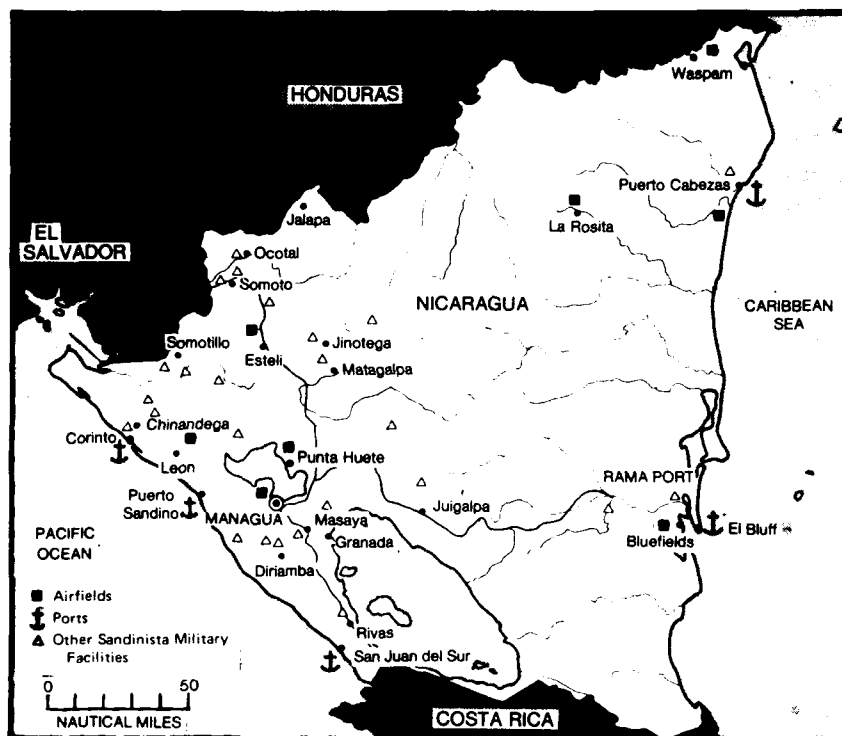 HONDURAS
Waspam
Puerto Cabezas
La Rosita
Jalapa
EL
SALVADOR
Ocotal
Somoto
NICARAGUA
CARIBBEAN
SEA
Somotillo
Esteli
Jinotega
Matagalpa
Chinandega
Corinto
Leon
Punta Huete
RAMA PORT
Puerto
Sandino
MANAGUA
Juigalpa
Masaya
Granada
El Bluff
Bluefields
PACIFIC
OCEAN
Diriamba
Airfields
Ports
Other Sandinista Military
Facilities
Rivas
San Juan del Sur
0 50
NAUTICAL MILES
COSTA RICA